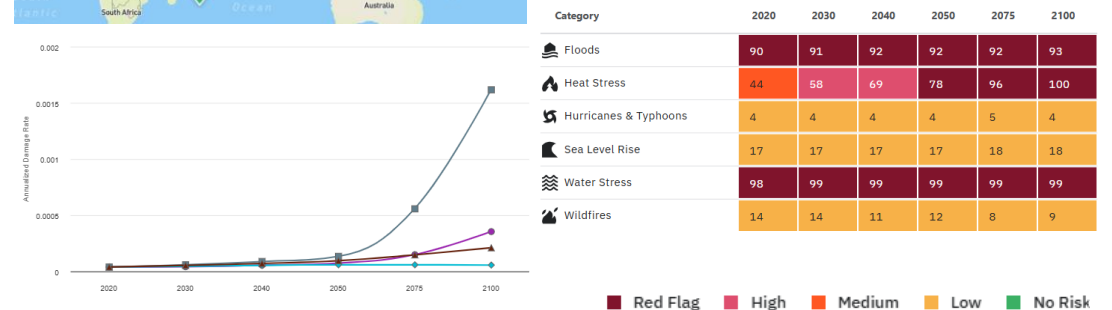 Atlantic
South Africa
Ocean
Australia
0.002
0.0015
0.001
0.0005
0
Annualized Damage Rate
2020 2030 2040 2050 2075 2100
Category 2020 2030 2040 2050 2075 2100
Floods 90 91 92 92 92 93
Heat Stress 44 58 69 78 96 100
Hurricanes & Typhoons 4 4 4 4 5 4
Sea Level Rise 17 17 17 17 18 18
Water Stress 98 99 99 99 99 99
Wildfires 14 14 11 12 8 9
Red Flag High Medium Low No Risk